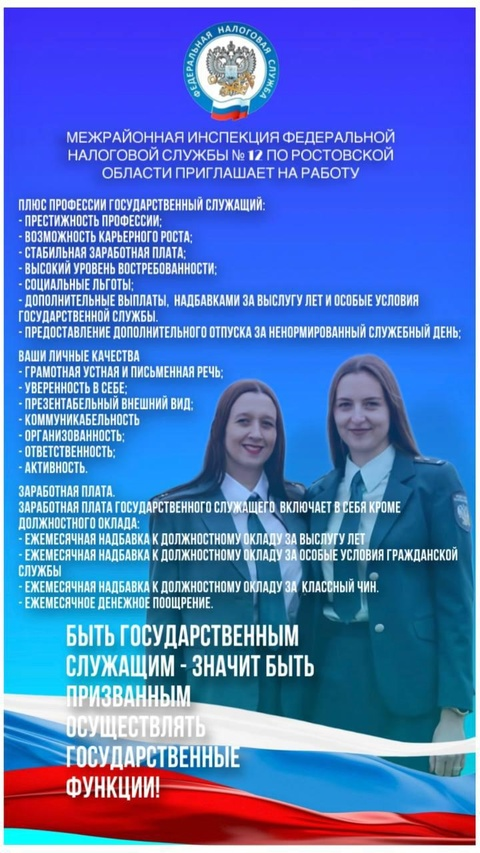 ФЕДЕРАЛЬНАЯ НАЛОГОВАЯ СЛУЖБА
МЕЖРАЙОННАЯ ИНСПЕКЦИЯ ФЕДЕРАЛЬНОЙ
НАЛОГОВОЙ СЛУЖБЫ № 12 ПО РОСТОВСКОЙ
ОБЛАСТИ ПРИГЛАШАЕТ НА РАБОТУ
ПЛЮС ПРОФЕССИИ ГОСУДАРСТВЕННЫЙ СЛУЖАЩИЙ:
- ПРЕСТИЖНОСТЬ ПРОФЕССИИ;
- ВОЗМОЖНОСТЬ КАРЬЕРНОГО РОСТА;
- СТАБИЛЬНАЯ ЗАРАБОТНАЯ ПЛАТА;
- ВЫСОКИЙ УРОВЕНЬ ВОСТРЕБОВАННОСТИ;
- СОЦИАЛЬНЫЕ ЛЬГОТЫ;
- ДОПОЛНИТЕЛЬНЫЕ ВЫПЛАТЫ, НАДБАВКАМИ ЗА ВЫСЛУГУ ЛЕТ И ОСОБЫЕ УСЛОВИЯ
ГОСУДАРСТВЕННОЙ СЛУЖБЫ.
- ПРЕДОСТАВЛЕНИЕ ДОПОЛНИТЕЛЬНОГО ОТПУСКА ЗА НЕНОРМИРОВАННЫЙ СЛУЖЕБНЫЙ ДЕНЬ;
ВАШИ ЛИЧНЫЕ КАЧЕСТВА
- ГРАМОТНАЯ УСТНАЯ И ПИСЬМЕННАЯ РЕЧЬ;
- УВЕРЕННОСТЬ В СЕБЕ;
- ПРЕЗЕНТАБЕЛЬНЫЙ ВНЕШНИЙ ВИД;
- КОММУНИКАБЕЛЬНОСТЬ
- ОРГАНИЗОВАННОСТЬ;
- ОТВЕТСТВЕННОСТЬ;
- АКТИВНОСТЬ.
ЗАРАБОТНАЯ ПЛАТА.
ЗАРАБОТНАЯ ПЛАТА ГОСУДАРСТВЕННОГО СЛУЖАЩЕГО ВКЛЮЧАЕТ В СЕБЯ КРОМЕ
ДОЛЖНОСТНОГО ОКЛАДА:
- ЕЖЕМЕСЯЧНАЯ НАДБАВКА К ДОЛЖНОСТНОМУ ОКЛАДУ ЗА ВЫСЛУГУ ЛЕТ
- ЕЖЕМЕСЯЧНАЯ НАДБАВКА К ДОЛЖНОСТНОМУ ОКЛАДУ ЗА ОСОБЫЕ УСЛОВИЯ ГРАЖДАНСКОЙ
СЛУЖБЫ
- ЕЖЕМЕСЯЧНАЯ НАДБАВКА К ДОЛЖНОСТНОМУ ОКЛАДУ ЗА КЛАССНЫЙ ЧИН.
- ЕЖЕМЕСЯЧНОЕ ДЕНЕЖНОЕ ПООЩРЕНИЕ.
БЫТЬ ГОСУДАРСТВЕННЫМ
СЛУЖАЩИМ - ЗНАЧИТ БЫТЬ
ПРИЗВАННЫМ
ОСУЩЕСТВЛЯТЬ
ГОСУДАРСТВЕННЫЕ
ФУНКЦИИ!